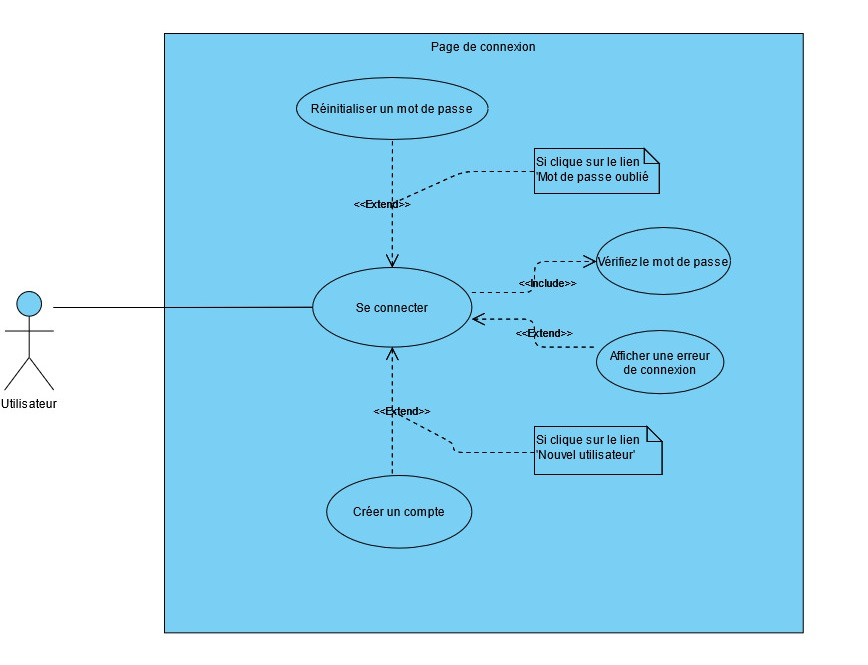 Page de connexion
Réinitialiser un mot de passe
Si clique sur le lien
'Mot de passe oublié
<<Extend>>
Vérifiez le mot de passe
<<Include>>
Se connecter
<<Extend>>
Afficher une erreur
de connexion
Utilisateur
<<Extend>>
Si clique sur le lien
'Nouvel utilisateur'
Créer un compte